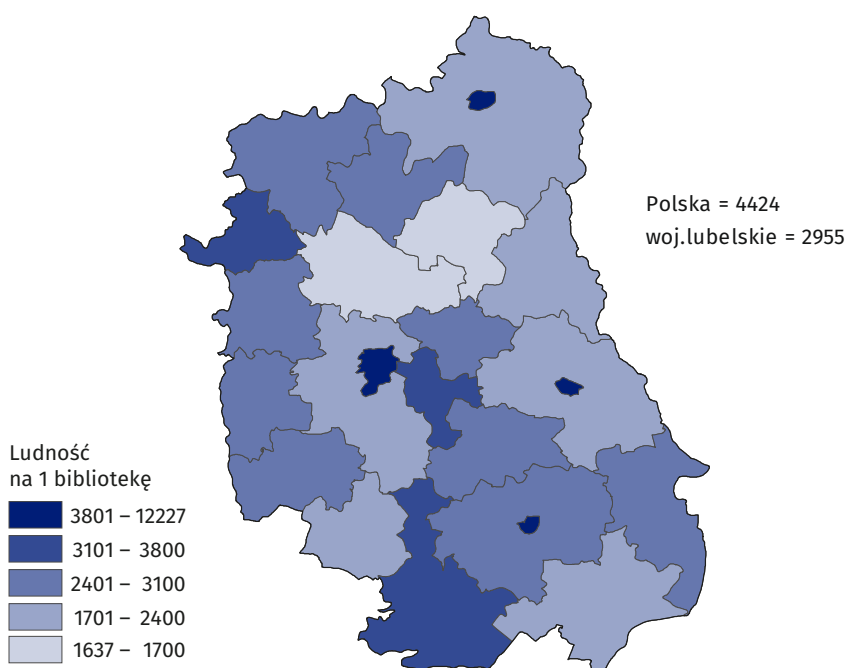 Polska = 4424
woj.lubelskie = 2955
Ludność
na 1 bibliotekę
3801 – 12227
3101 – 3800
2401 – 3100
1701 – 2400
1637 – 1700